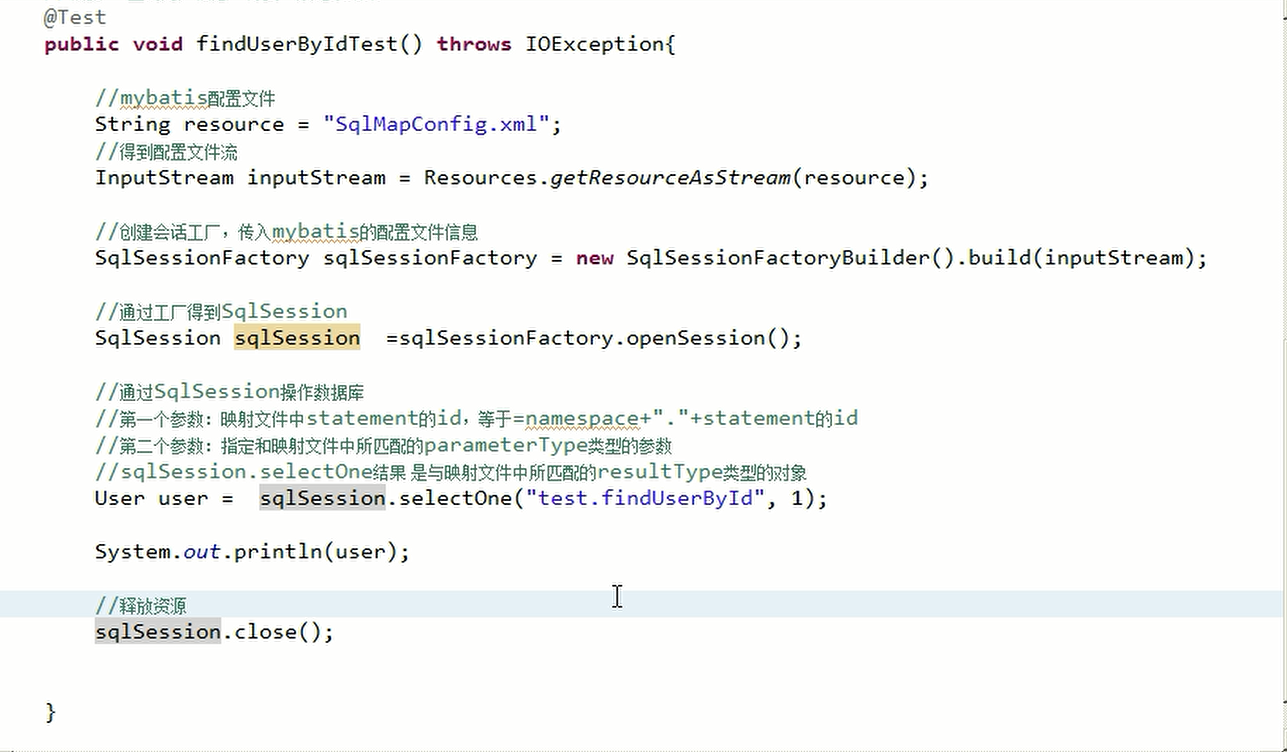 @Test
public void findUserByIdTest() throws IOException{
//mybatis配置文件
String resource = "SqlMapConfig.xml";
//得到配置文件流
InputStream inputStream = Resources.getResourceAsStream(resource);
//创建会话工厂，传入mybatis的配置文件信息
SqlSessionFactory sqlSessionFactory = new SqlSessionFactoryBuilder().build(inputStream);
//通过工厂得到SqlSession
SqlSession sqlSession  =sqlSessionFactory.openSession();
//通过SqlSession操作数据库
//第一个参数：映射文件中statement的id，等于=namespace+"."+statement的id
//第二个参数：指定和映射文件中所匹配的parameterType类型的参数
//sqlSession.selectOne结果 是与映射文件中所匹配的resultType类型的对象
User user =  sqlSession.selectOne("test.findUserById", 1);
System.out.println(user);
//释放资源
sqlSession.close();
}